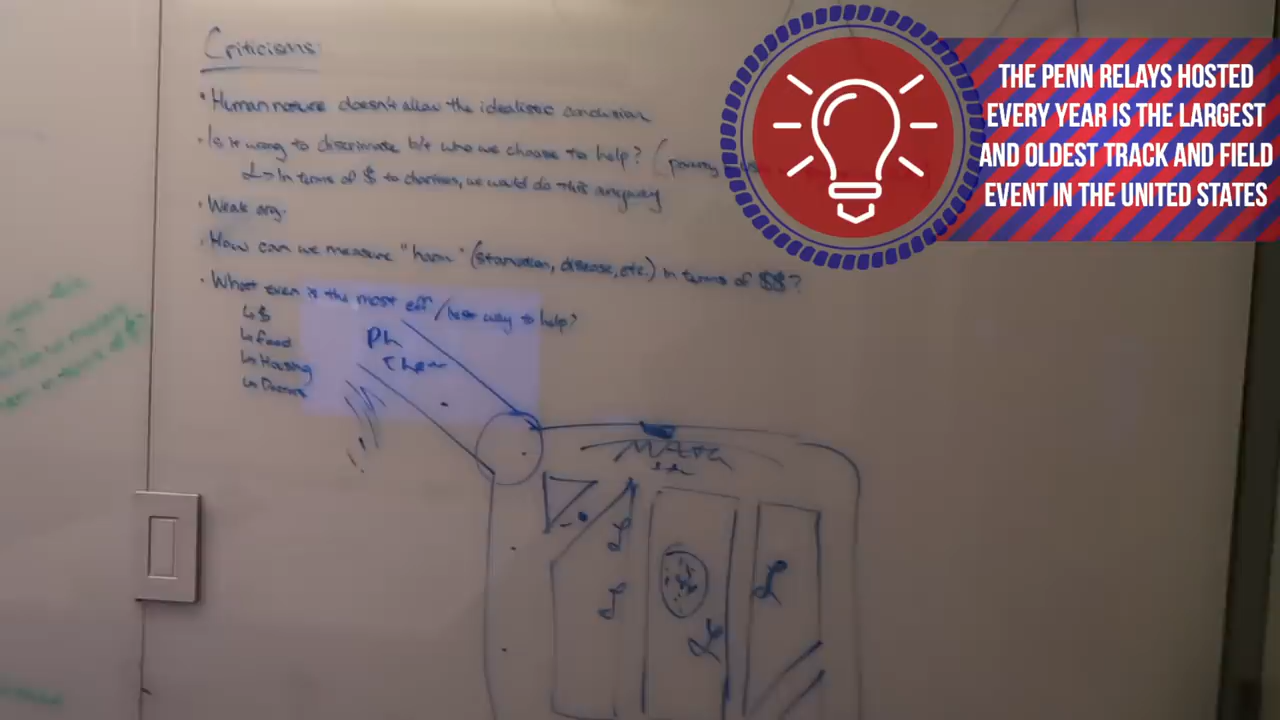 Criticisms:
• Human nature doesn't allow the idealistic conclusion
• Is it wrong to discriminate b/t who we choose to help? (poverty
↳ In terms of $ to charities, we would do this anyway
• Weak arg.
• How can we measure "harm" (starvation, disease, etc.) in terms of $$?
• What even is the most eff/best way to help?
↳ $
↳ Food
↳ Housing
↳ Doctors
Ph
THE PENN RELAYS HOSTED
EVERY YEAR IS THE LARGEST
AND OLDEST TRACK AND FIELD
EVENT IN THE UNITED STATES